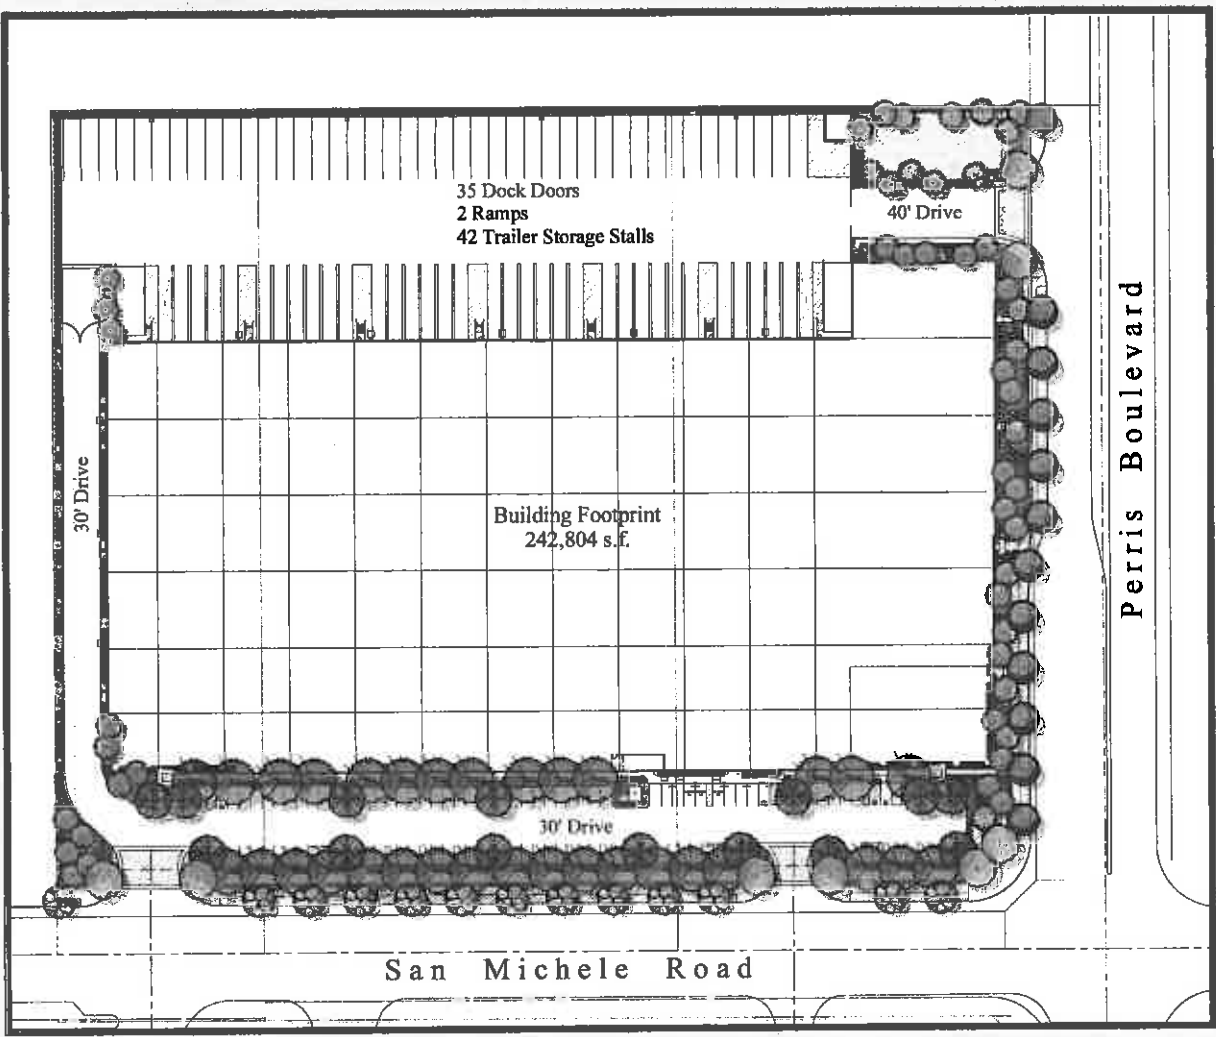 35 Dock Doors
2 Ramps
42 Trailer Storage Stalls
40' Drive
Perris Boulevard
30' Drive
Building Footprint
242,804 s.f.
30' Drive
San Michele Road